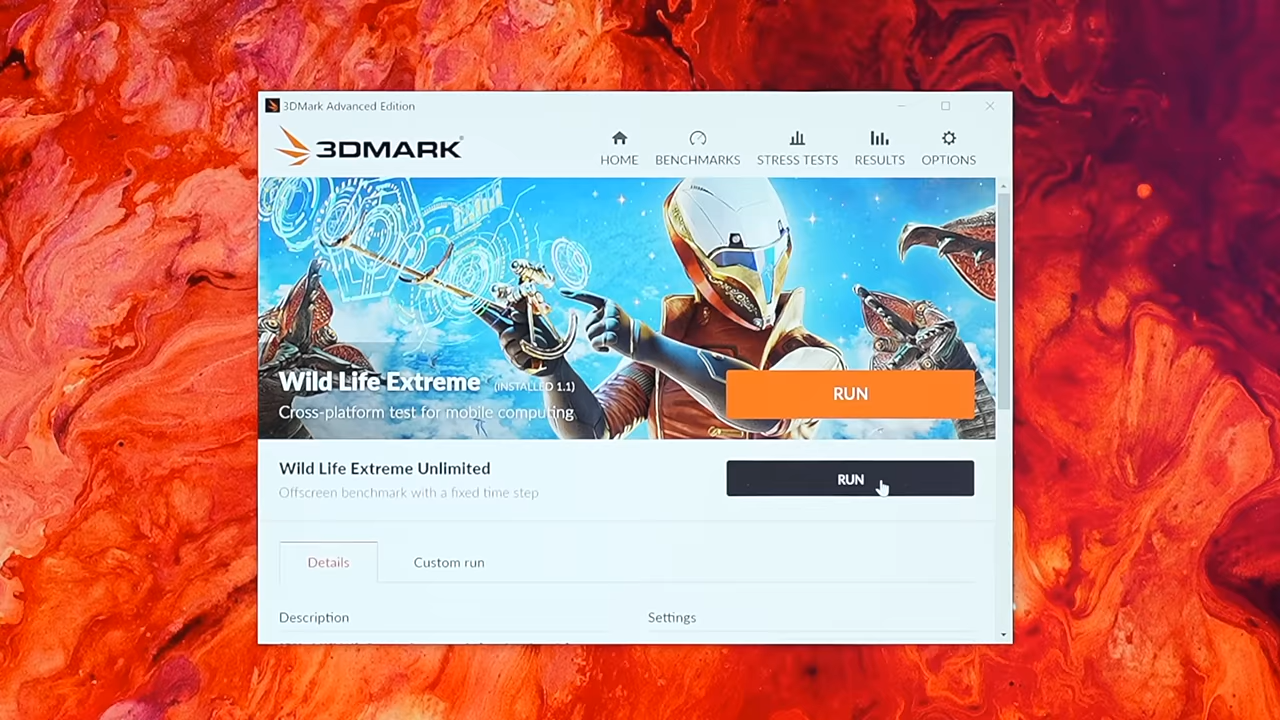 3DMark Advanced Edition
3DMARK
HOME BENCHMARKS STRESS TESTS RESULTS OPTIONS
Wild Life Extreme (INSTALLED 1.1)
Cross-platform test for mobile computing
RUN
Wild Life Extreme Unlimited
Offscreen benchmark with a fixed time step
RUN
Details Custom run
Description Settings